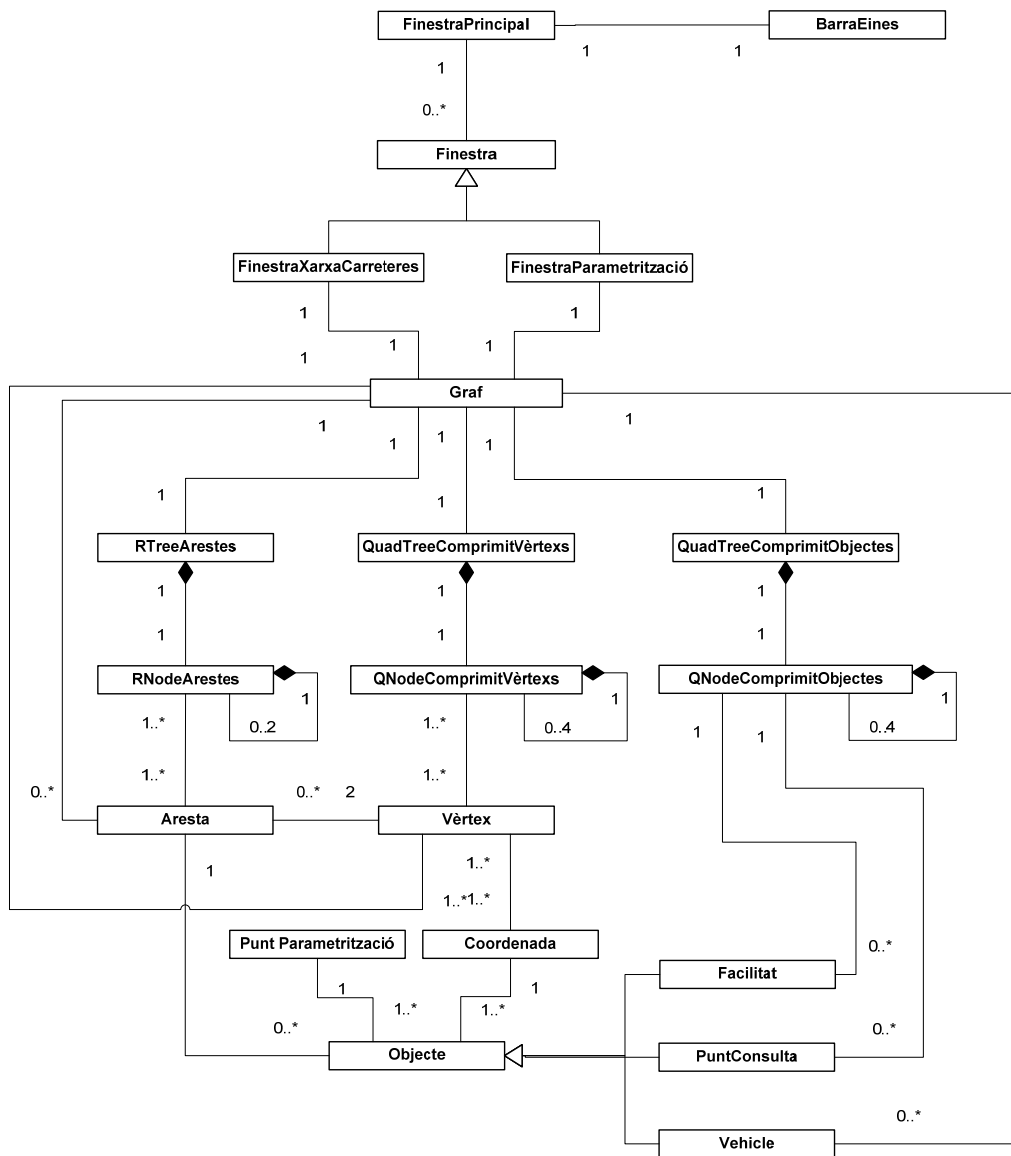 FinestraPrincipal
BarraEines
1
1
1
0..*
Finestra
FinestraXarxaCarreteres
FinestraParametrització
1
1
1
1
1
Graf
1
1
1
1
1
1
1
1
RTreeArestes
QuadTreeComprimitVèrtexs
QuadTreeComprimitObjectes
1
1
1
1
1
1
RNodeArestes
QNodeComprimitVèrtexs
QNodeComprimitObjectes
1
1
1
0..2
0..4
0..4
1..*
1..*
1
1
1..*
1..*
0..*
0..*
2
Aresta
Vèrtex
1
1..*
1..*
1..*
Punt Parametrització
Coordenada
0..*
Facilitat
1
1
1..*
1..*
0..*
0..*
Objecte
PuntConsulta
0..*
Vehicle